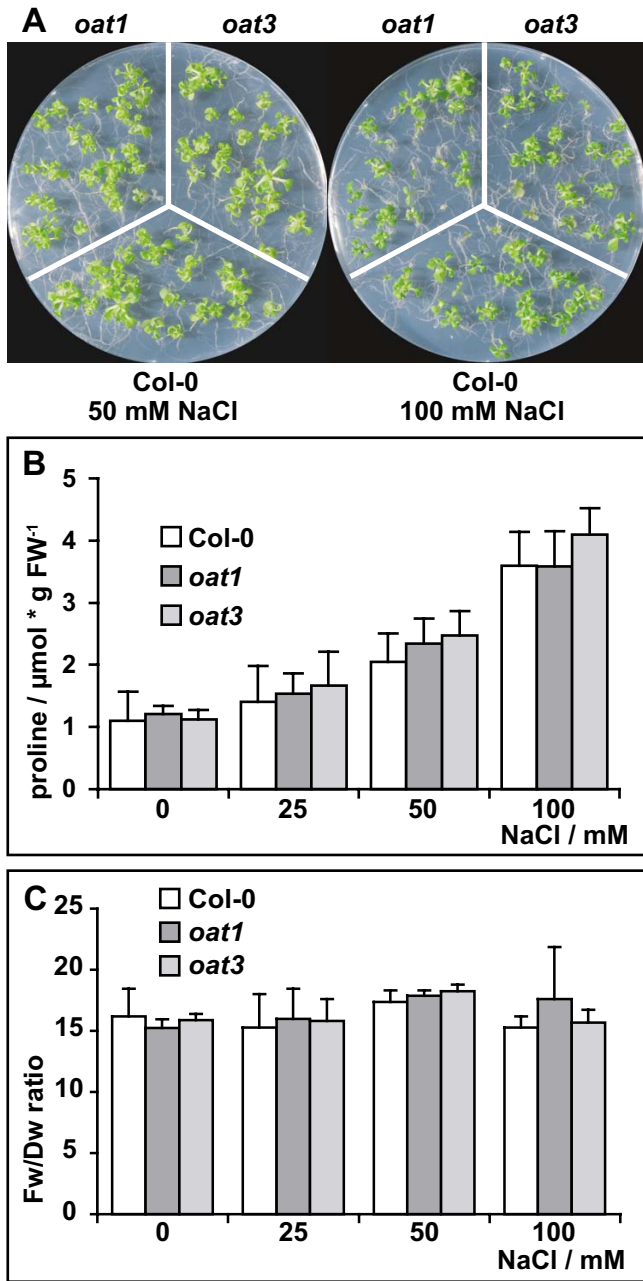 A oat1 oat3 oat1 oat3
Col-0 Col-0
50 mM NaCl 100 mM NaCl
B
5
4
3
2
1
0
proline / µmol * g FW⁻¹
Col-0
oat1
oat3
0 25 50 100
NaCl / mM
C
25
20
15
10
5
0
Fw/Dw ratio
Col-0
oat1
oat3
0 25 50 100
NaCl / mM